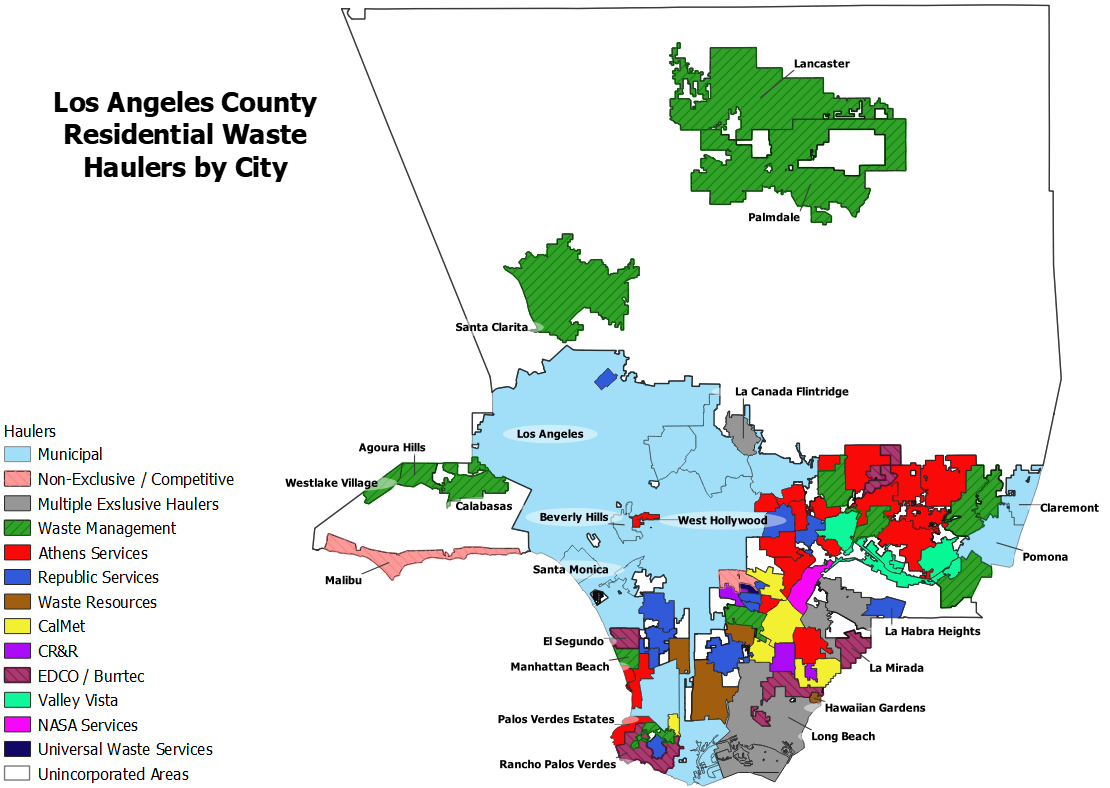 Los Angeles County
Residential Waste
Haulers by City
Lancaster
Palmdale
Santa Clarita
La Canada Flintridge
Los Angeles
Agoura Hills
Westlake Village
Calabasas
Beverly Hills
West Hollywood
Claremont
Pomona
Malibu
Santa Monica
La Habra Heights
El Segundo
Manhattan Beach
La Mirada
Hawaiian Gardens
Palos Verdes Estates
Long Beach
Rancho Palos Verdes
Haulers
Municipal
Non-Exclusive / Competitive
Multiple Exslusive Haulers
Waste Management
Athens Services
Republic Services
Waste Resources
CalMet
CR&R
EDCO / Burrtec
Valley Vista
NASA Services
Universal Waste Services
Unincorporated Areas